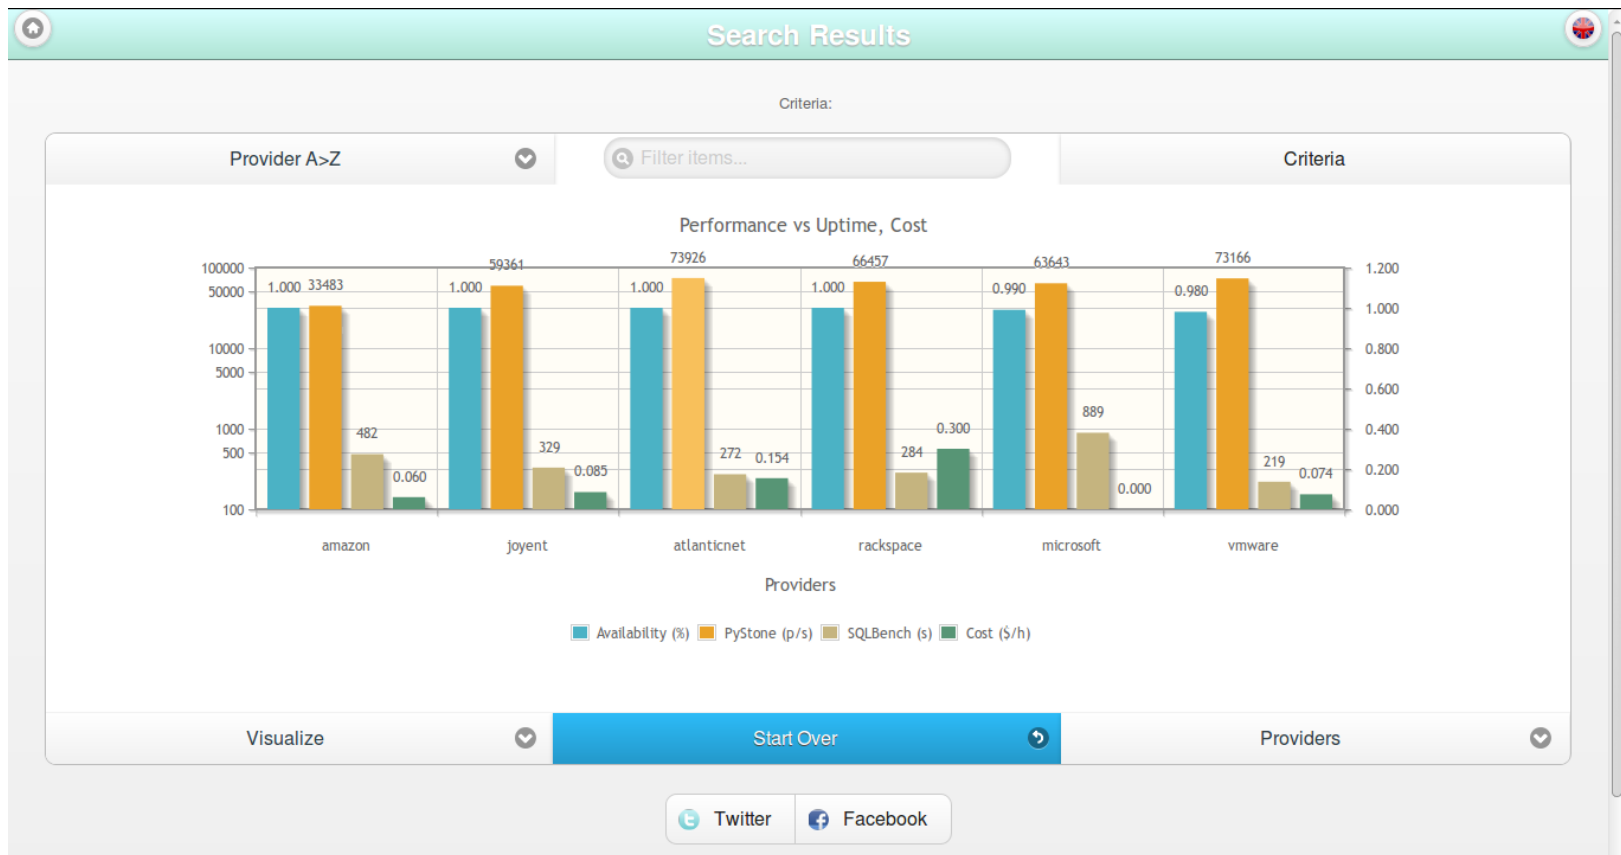 Search Results
Criteria:
Provider A>Z
Filter items...
Criteria
Performance vs Uptime, Cost
100000
50000
10000
5000
1000
500
100
1.000 33483 482 0.060
1.000 59361 329 0.085
1.000 73926 272 0.154
1.000 66457 284 0.300
0.990 63643 889 0.000
0.980 73166 219 0.074
1.200
1.000
0.800
0.600
0.400
0.200
0.000
amazon joyent atlanticnet rackspace microsoft vmware
Providers
Availability (%) PyStone (p/s) SQLBench (s) Cost ($/h)
Visualize
Start Over
Providers
Twitter
Facebook